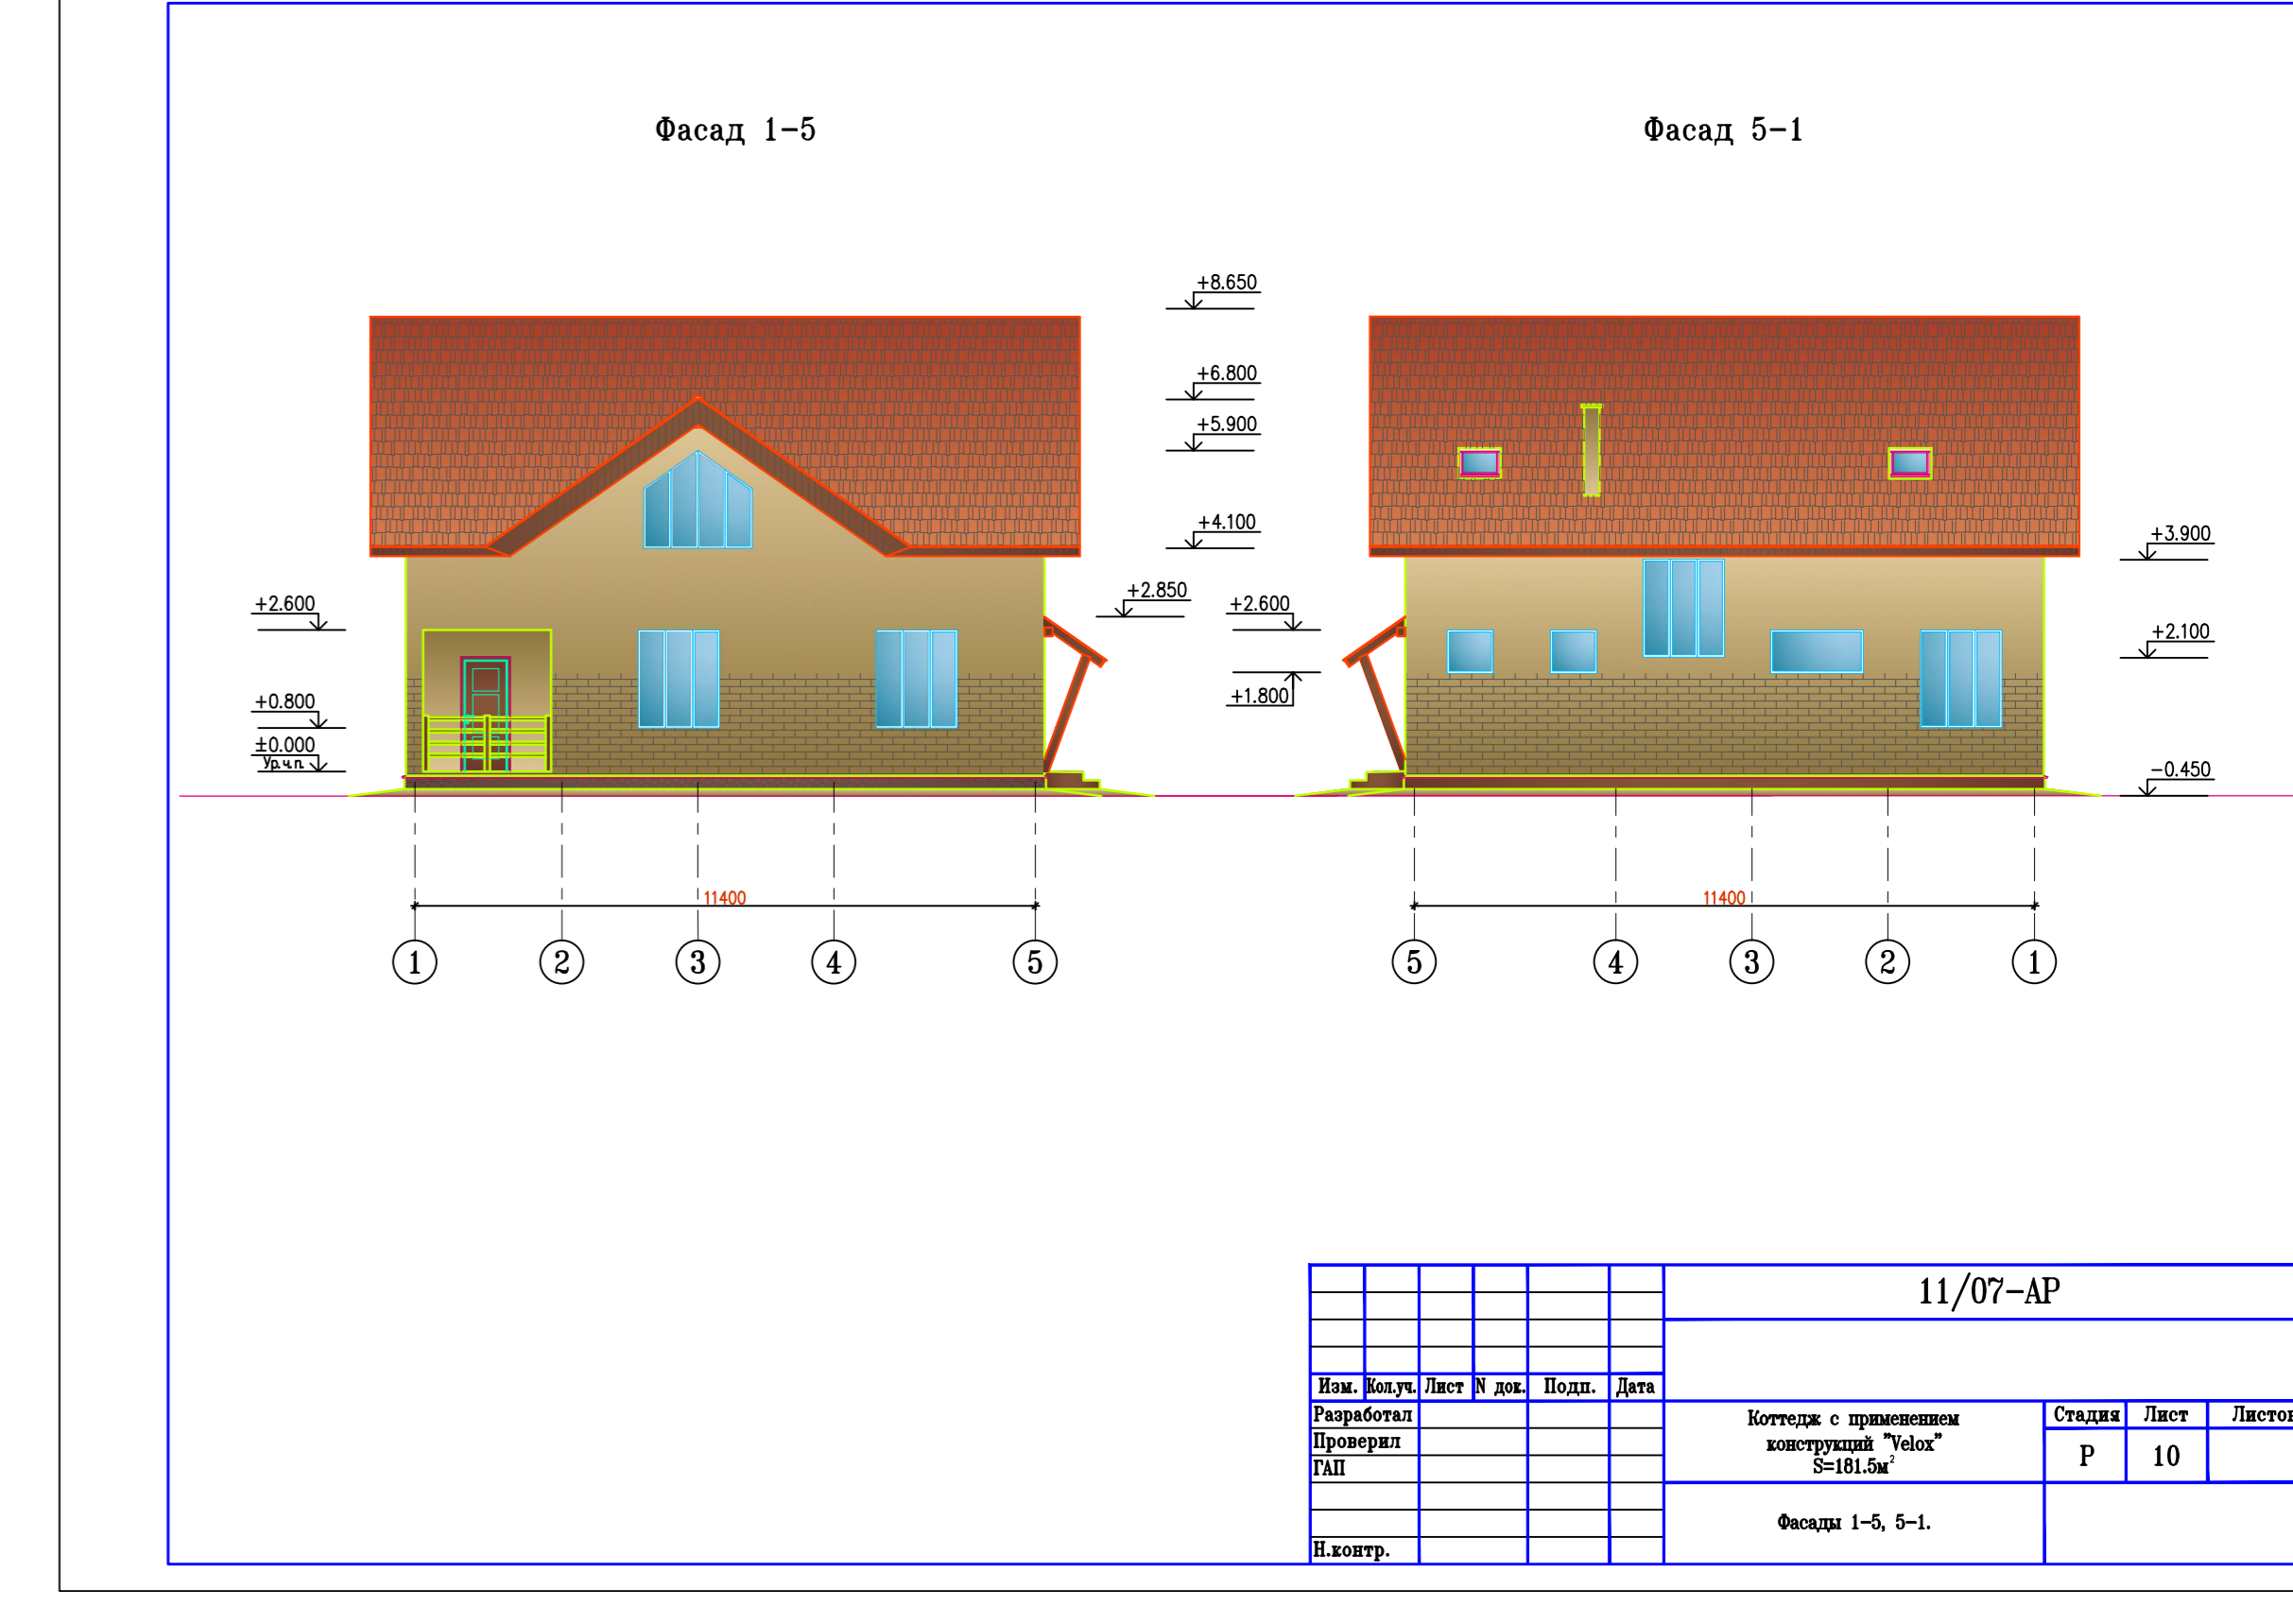 Фасад 1-5
Фасад 5-1
+8.650
+6.800
+5.900
+4.100
+3.900
+2.850
+2.600
+2.600
+2.100
+1.800
+0.800
±0.000
Ур.ч.п.
-0.450
11400
11400
1 2 3 4 5
5 4 3 2 1
11/07-АР
Изм. Кол.уч. Лист N док. Подп. Дата
Разработал
Проверил
ГАП
Н.контр.
Коттедж с применением
конструкций "Velox"
S=181.5м²
Стадия Лист
Р 10
Фасады 1-5, 5-1.